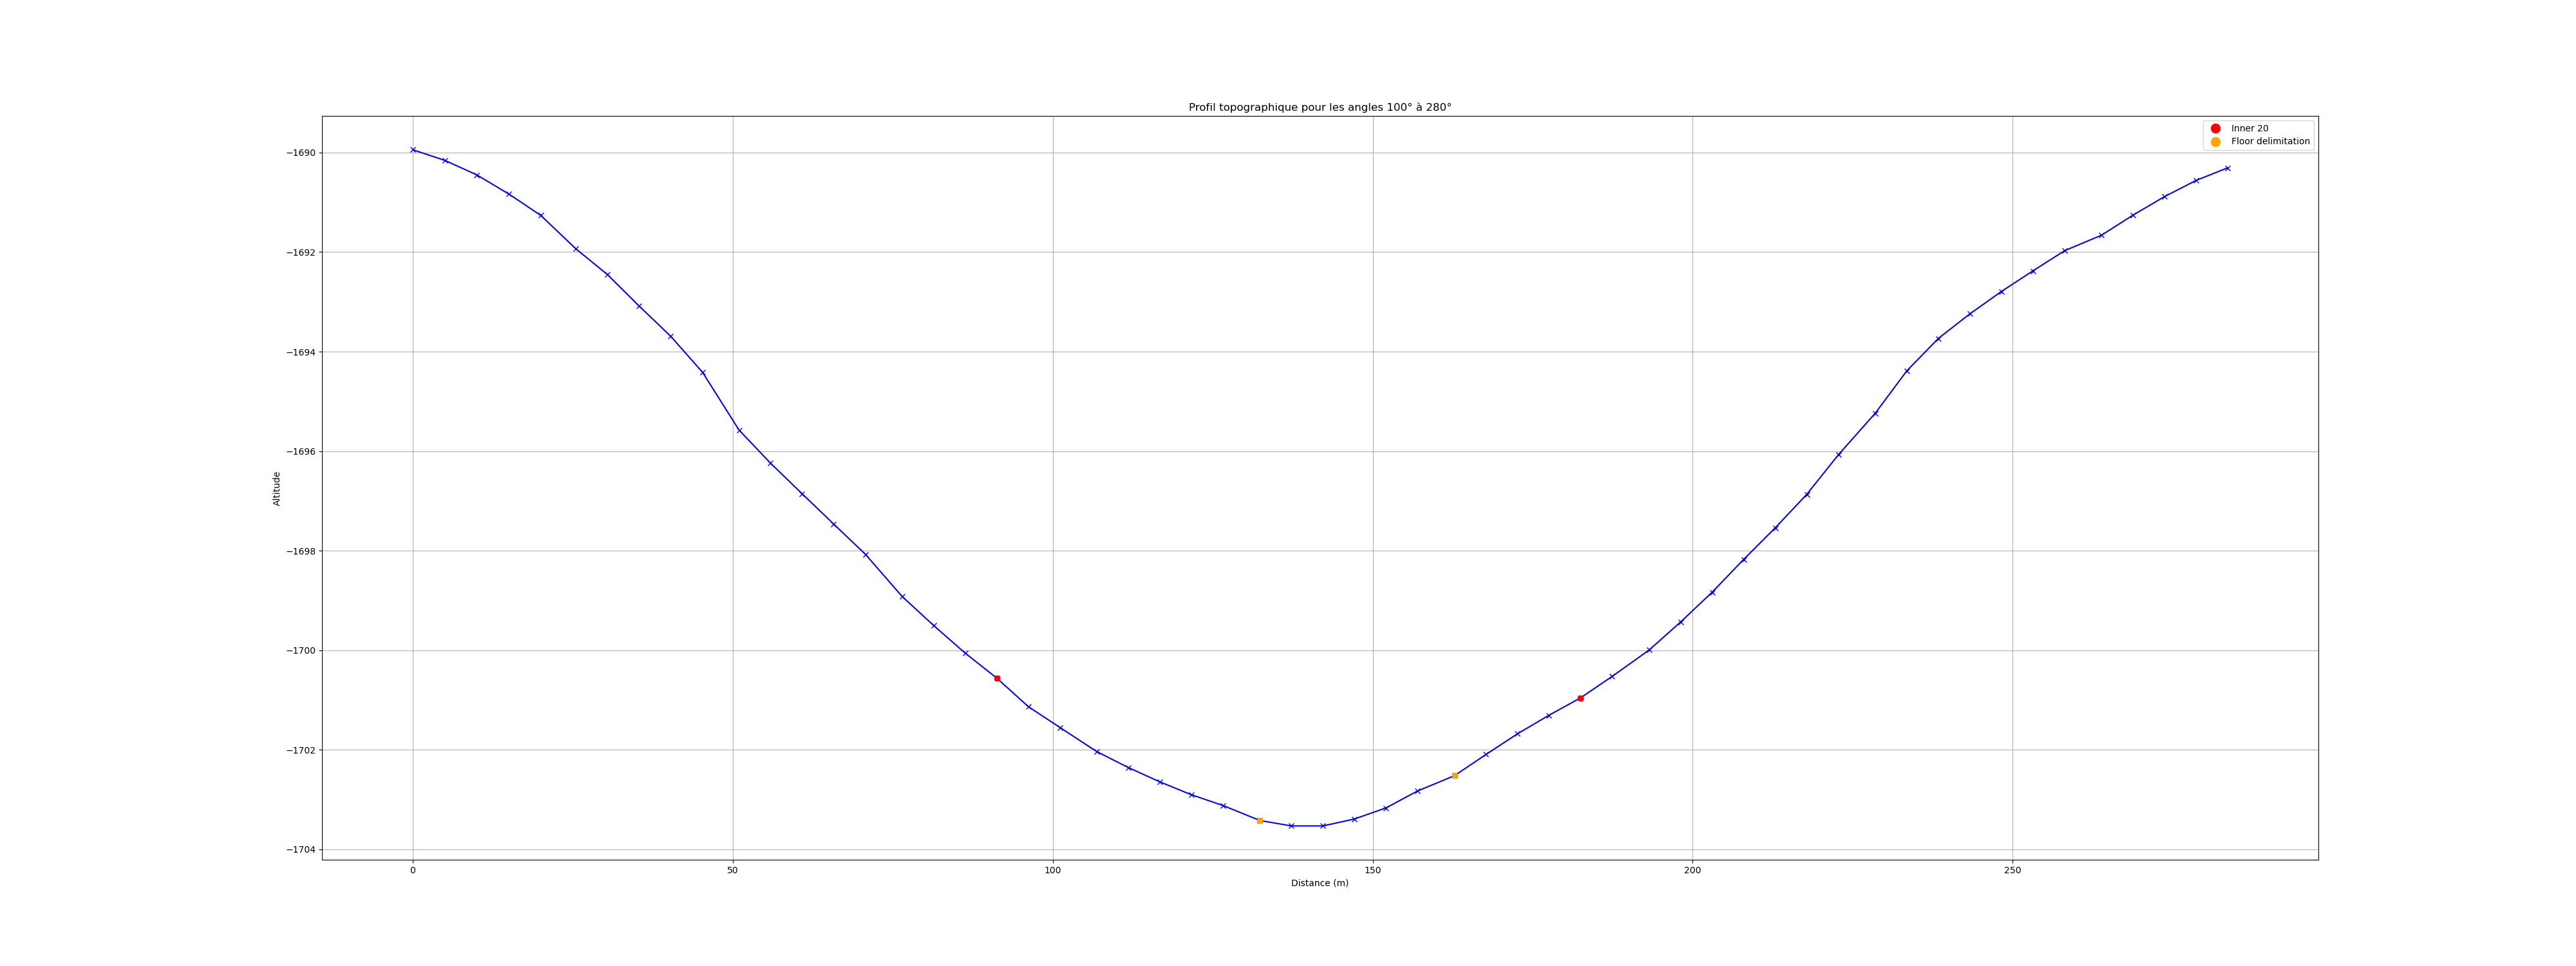 Profil topographique pour les angles 100° à 280°
Inner 20
Floor delimitation
−1690
−1692
−1694
−1696
−1698
−1700
−1702
−1704
Altitude
0 50 100 150 200 250
Distance (m)